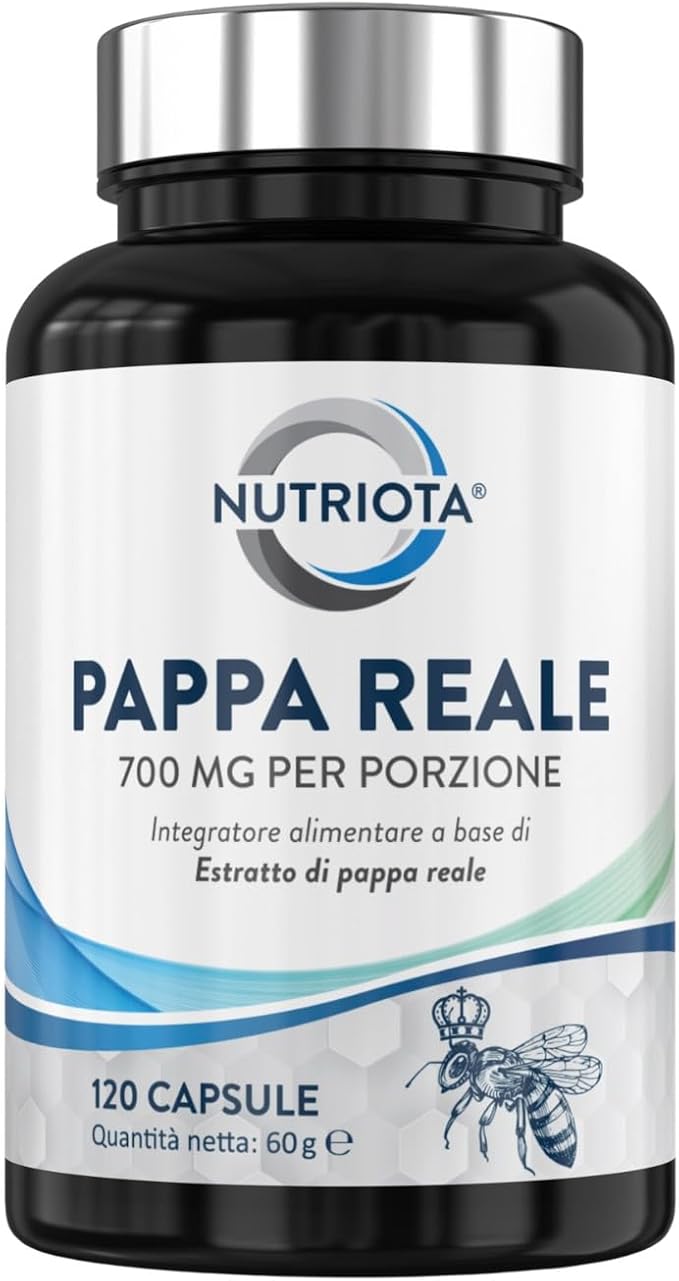 NUTRIOTA®
PAPPA REALE
700 MG PER PORZIONE
Integratore alimentare a base di
Estratto di pappa reale
120 CAPSULE
Quantità netta: 60 g ℮